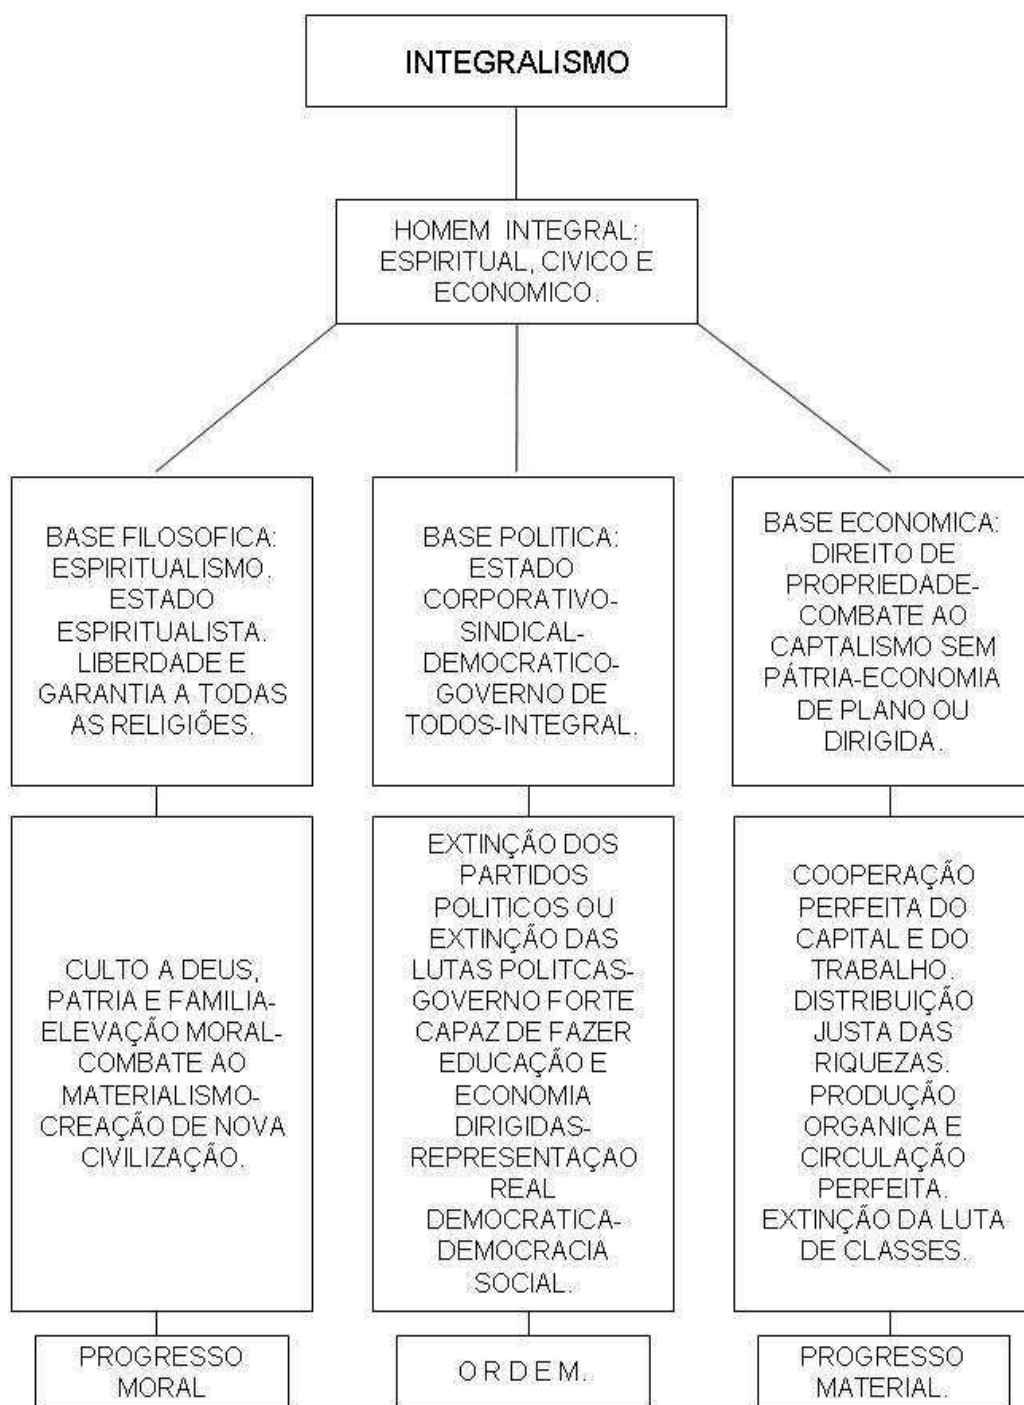 INTEGRALISMO
HOMEM INTEGRAL:
ESPIRITUAL, CIVICO E
ECONOMICO.
BASE FILOSOFICA:
ESPIRITUALISMO.
ESTADO
ESPIRITUALISTA.
LIBERDADE E
GARANTIA A TODAS
AS RELIGIÕES.
BASE POLITICA:
ESTADO
CORPORATIVO-
SINDICAL-
DEMOCRATICO-
GOVERNO DE
TODOS-INTEGRAL.
BASE ECONOMICA:
DIREITO DE
PROPRIEDADE-
COMBATE AO
CAPTALISMO SEM
PÁTRIA-ECONOMIA
DE PLANO OU
DIRIGIDA.
CULTO A DEUS,
PATRIA E FAMILIA-
ELEVAÇÃO MORAL-
COMBATE AO
MATERIALISMO-
CREAÇÃO DE NOVA
CIVILIZAÇÃO.
EXTINÇÃO DOS
PARTIDOS
POLITICOS OU
EXTINÇÃO DAS
LUTAS POLITCAS-
GOVERNO FORTE
CAPAZ DE FAZER
EDUCAÇÃO E
ECONOMIA
DIRIGIDAS-
REPRESENTAÇAO
REAL
DEMOCRATICA-
DEMOCRACIA
SOCIAL.
COOPERAÇÃO
PERFEITA DO
CAPITAL E DO
TRABALHO.
DISTRIBUIÇÃO
JUSTA DAS
RIQUEZAS.
PRODUÇÃO
ORGANICA E
CIRCULAÇÃO
PERFEITA.
EXTINÇÃO DA LUTA
DE CLASSES.
PROGRESSO
MORAL
O R D E M.
PROGRESSO
MATERIAL.